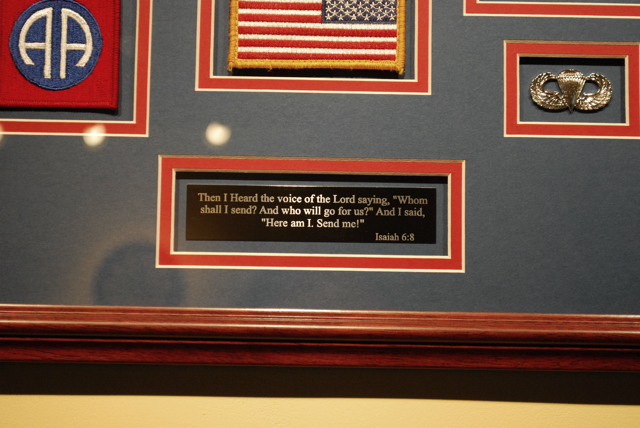 AA
Then I Heard the voice of the Lord saying, "Whom
shall I send? And who will go for us?" And I said,
"Here am I. Send me!"
Isaiah 6:8